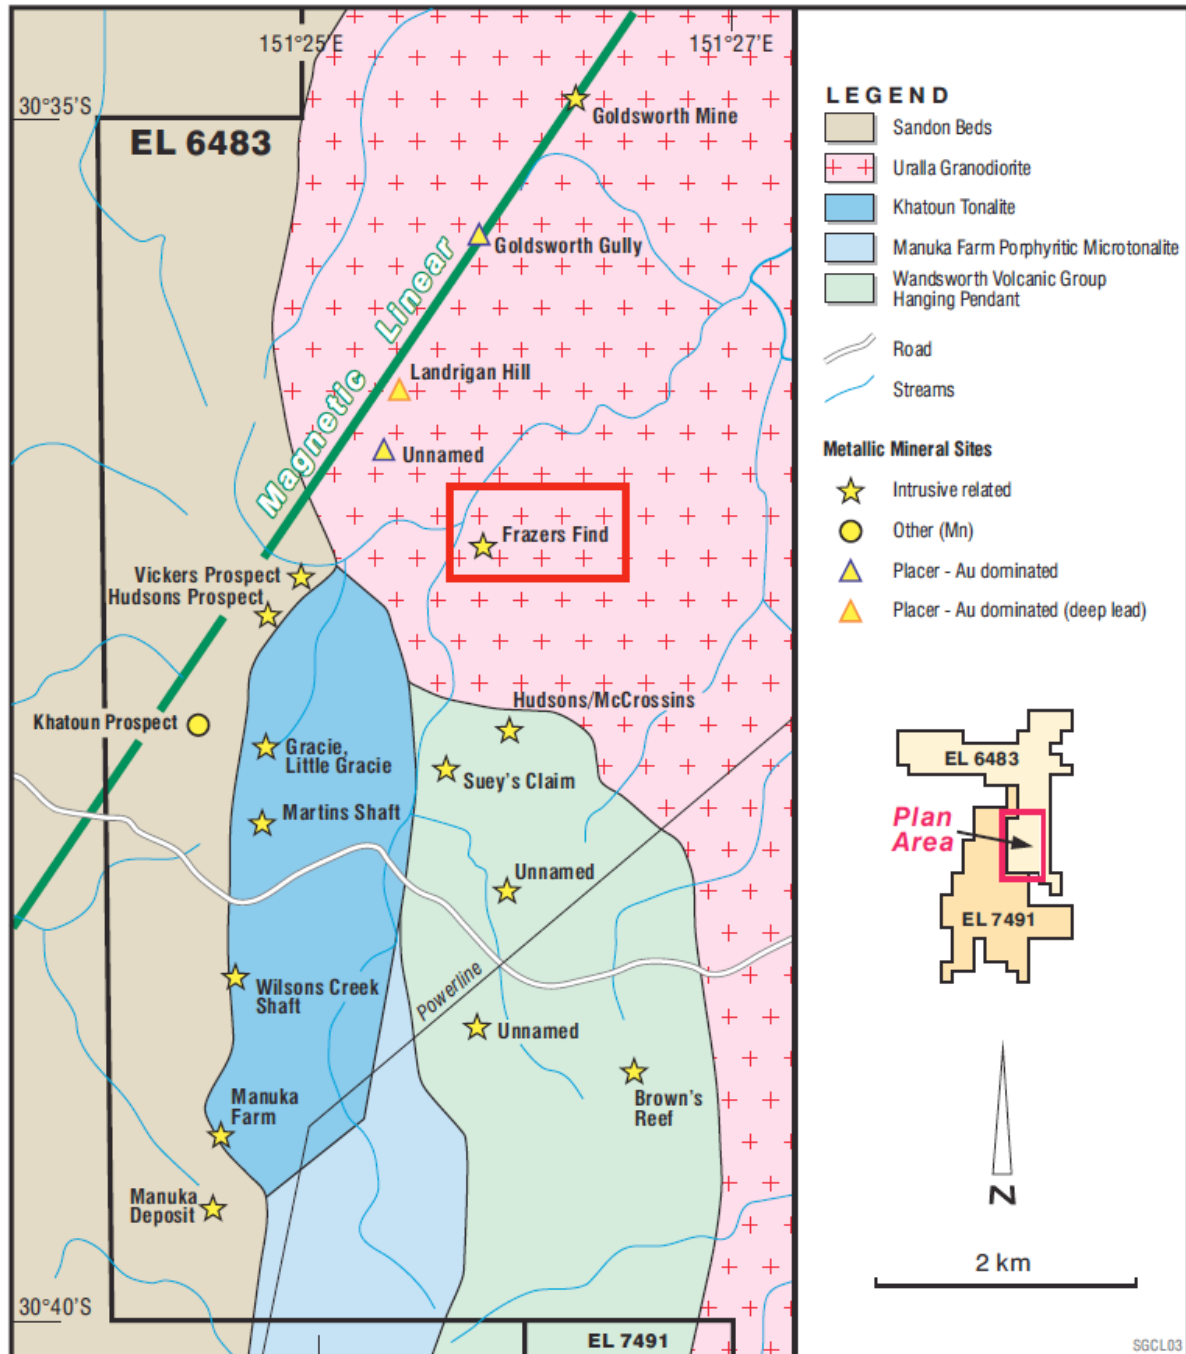 151°25'E
151°27'E
30°35'S
EL 6483
Goldsworth Mine
Goldsworth Gully
Magnetic Linear
Landrigan Hill
Unnamed
Frazers Find
Vickers Prospect
Hudsons Prospect
Khatoun Prospect
Hudsons/McCrossins
Gracie,
Little Gracie
Suey's Claim
Martins Shaft
Unnamed
Powerline
Wilsons Creek
Shaft
Unnamed
Manuka
Farm
Brown's
Reef
Manuka
Deposit
30°40'S
EL 7491
LEGEND
Sandon Beds
Uralla Granodiorite
Khatoun Tonalite
Manuka Farm Porphyritic Microtonalite
Wandsworth Volcanic Group
Hanging Pendant
Road
Streams
Metallic Mineral Sites
Intrusive related
Other (Mn)
Placer - Au dominated
Placer - Au dominated (deep lead)
EL 6483
Plan
Area
EL 7491
N
2 km
SGCL03